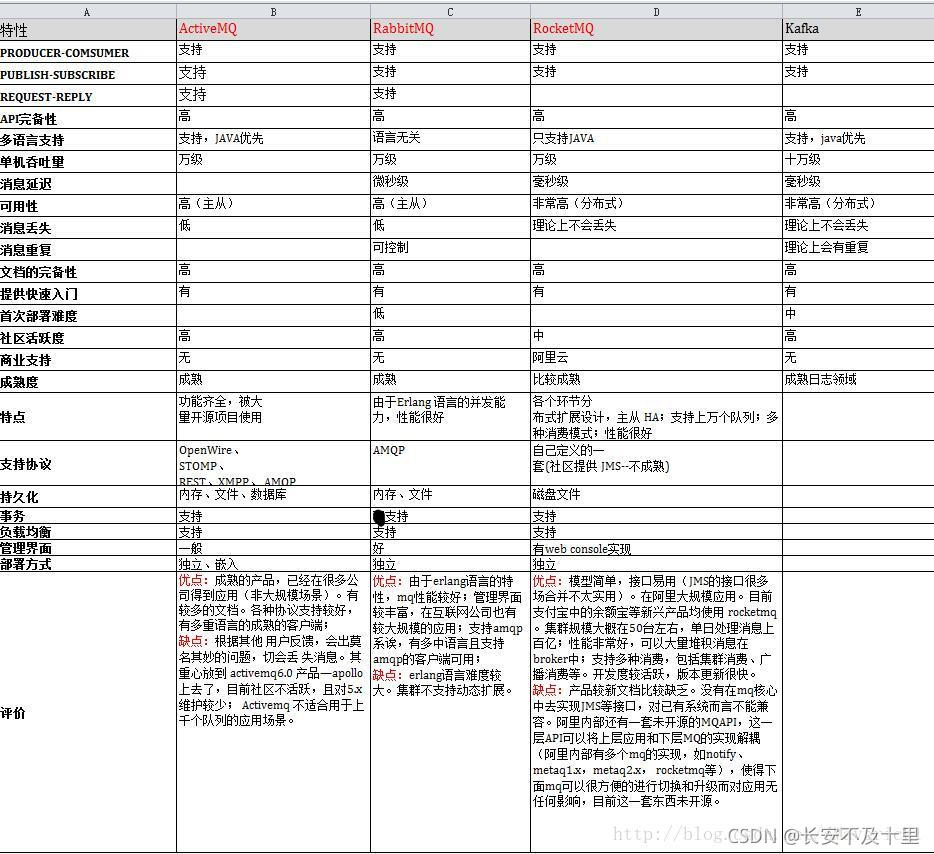 A B C D E
特性 ActiveMQ RabbitMQ RocketMQ Kafka
PRODUCER-COMSUMER 支持 支持 支持 支持
PUBLISH-SUBSCRIBE 支持 支持 支持 支持
REQUEST-REPLY 支持 支持
API完备性 高 高 高 高
多语言支持 支持，JAVA优先 语言无关 只支持JAVA 支持，java优先
单机吞吐量 万级 万级 万级 十万级
消息延迟 微秒级 毫秒级 毫秒级
可用性 高（主从） 高（主从） 非常高（分布式） 非常高（分布式）
消息丢失 低 低 理论上不会丢失 理论上不会丢失
消息重复 可控制 理论上会有重复
文档的完备性 高 高 高 高
提供快速入门 有 有 有 有
首次部署难度 低 中
社区活跃度 高 高 中 高
商业支持 无 无 阿里云 无
成熟度 成熟 成熟 比较成熟 成熟日志领域
特点
功能齐全，被大
量开源项目使用
由于Erlang 语言的并发能
力，性能很好
各个环节分
布式扩展设计，主从 HA；支持上万个队列；多
种消费模式；性能很好
支持协议
OpenWire、
STOMP、
REST、XMPP、 AMQP
AMQP
自己定义的一
套(社区提供 JMS--不成熟)
持久化 内存、文件、数据库 内存、文件 磁盘文件
事务 支持 支持 支持
负载均衡 支持 支持 支持
管理界面 一般 好 有web console实现
部署方式 独立、嵌入 独立 独立
评价
优点：成熟的产品，已经在很多公
司得到应用（非大规模场景）。有
较多的文档。各种协议支持较好，
有多重语言的成熟的客户端；
缺点：根据其他 用户反馈，会出莫
名其妙的问题，切会丢 失消息。其
重心放到 activemq6.0 产品—apollo
上去了，目前社区不活跃，且对5.x
维护较少； Activemq 不适合用于上
千个队列的应用场景。
优点：由于erlang语言的特
性，mq性能较好；管理界面
较丰富，在互联网公司也有
较大规模的应用；支持amqp
系诶，有多中语言且支持
amqp的客户端可用；
缺点：erlang语言难度较
大。集群不支持动态扩展。
优点：模型简单，接口易用（JMS的接口很多
场合并不太实用）。在阿里大规模应用。目前
支付宝中的余额宝等新兴产品均使用 rocketmq
。集群规模大概在50台左右，单日处理消息上
百亿；性能非常好，可以大量堆积消息在
broker中；支持多种消费，包括集群消费、广
播消费等。开发度较活跃，版本更新很快。
缺点：产品较新文档比较缺乏。没有在mq核心
中去实现JMS等接口，对已有系统而言不能兼
容。阿里内部还有一套未开源的MQAPI，这一
层API可以将上层应用和下层MQ的实现解耦
（阿里内部有多个mq的实现，如notify、
metaq1.x，metaq2.x， rocketmq等），使得下
面mq可以很方便的进行切换和升级而对应用无
任何影响，目前这一套东西未开源。
http://blog.
CSDN @长安不及十里